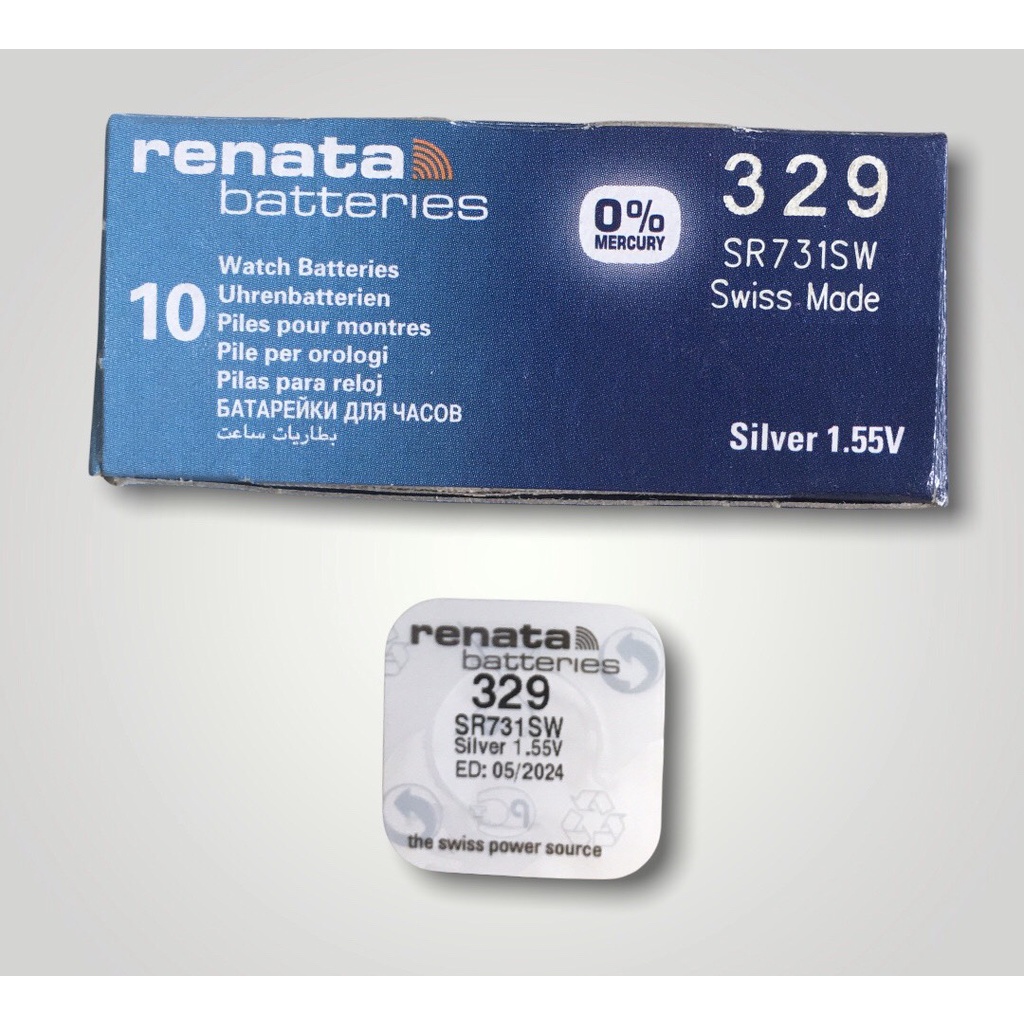 renata
batteries
10
Watch Batteries
Uhrenbatterien
Piles pour montres
Pile per orologi
Pilas para reloj
БАТАРЕЙКИ ДЛЯ ЧАСОВ
بطاريات ساعت
0%
MERCURY
329
SR731SW
Swiss Made
Silver 1.55V
renata
batteries
329
SR731SW
Silver 1.55V
ED: 05/2024
the swiss power source